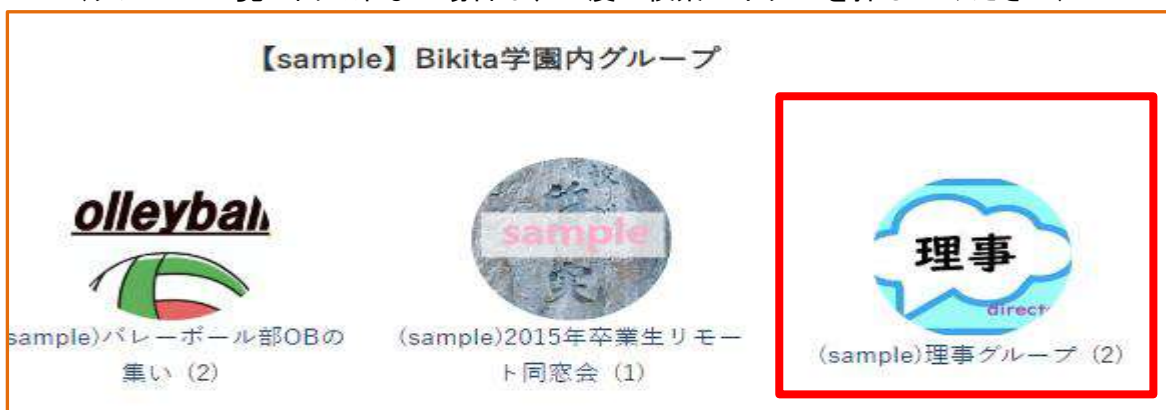 【sample】Bikita学園内グループ
olleyball
sample
理事
direct
sample)バレーボール部OBの
集い（2）
(sample)2015年卒業生リモー
ト同窓会（1）
(sample)理事グループ（2）